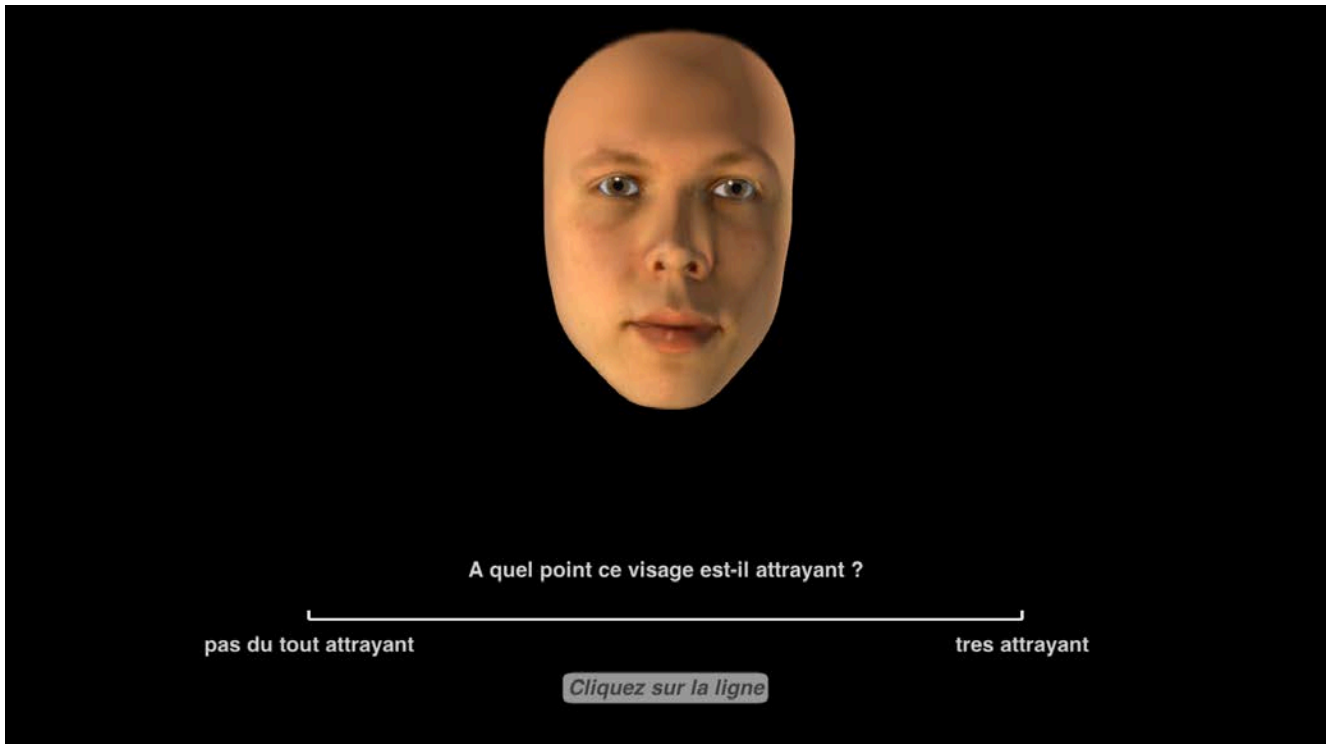 A quel point ce visage est-il attrayant ?
pas du tout attrayant
tres attrayant
Cliquez sur la ligne